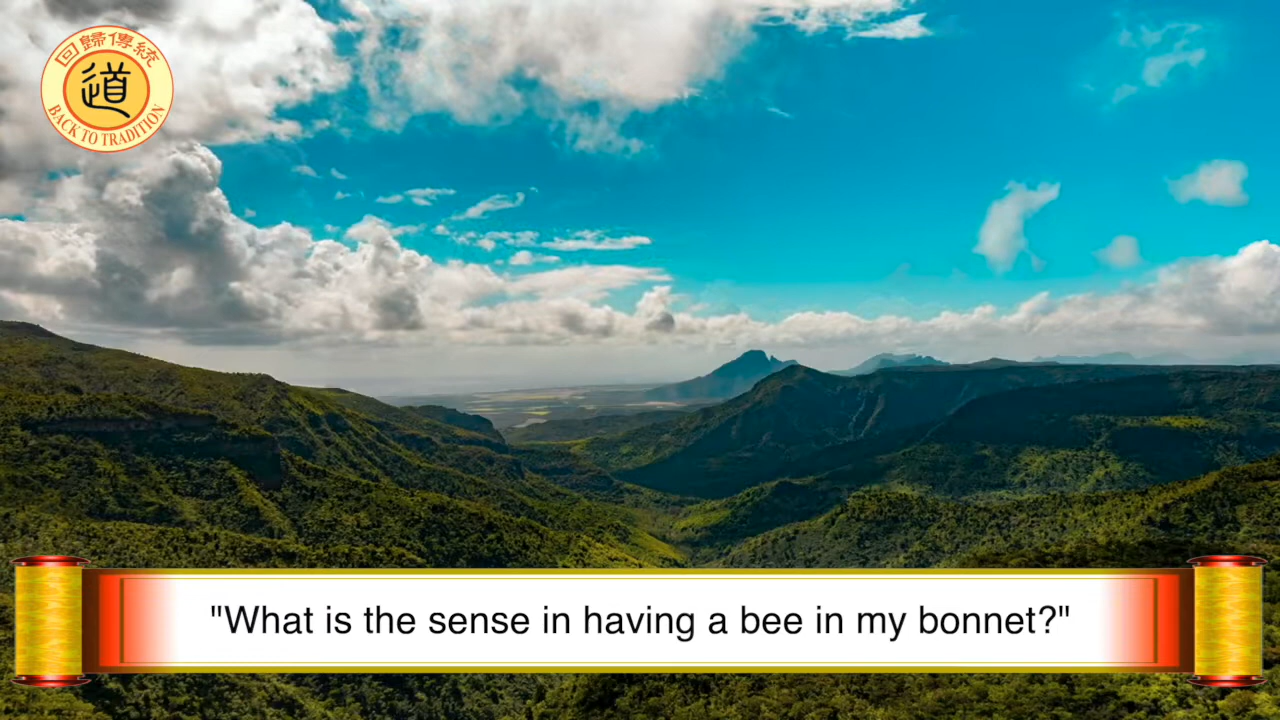 回歸傳統
道
BACK TO TRADITION
"What is the sense in having a bee in my bonnet?"